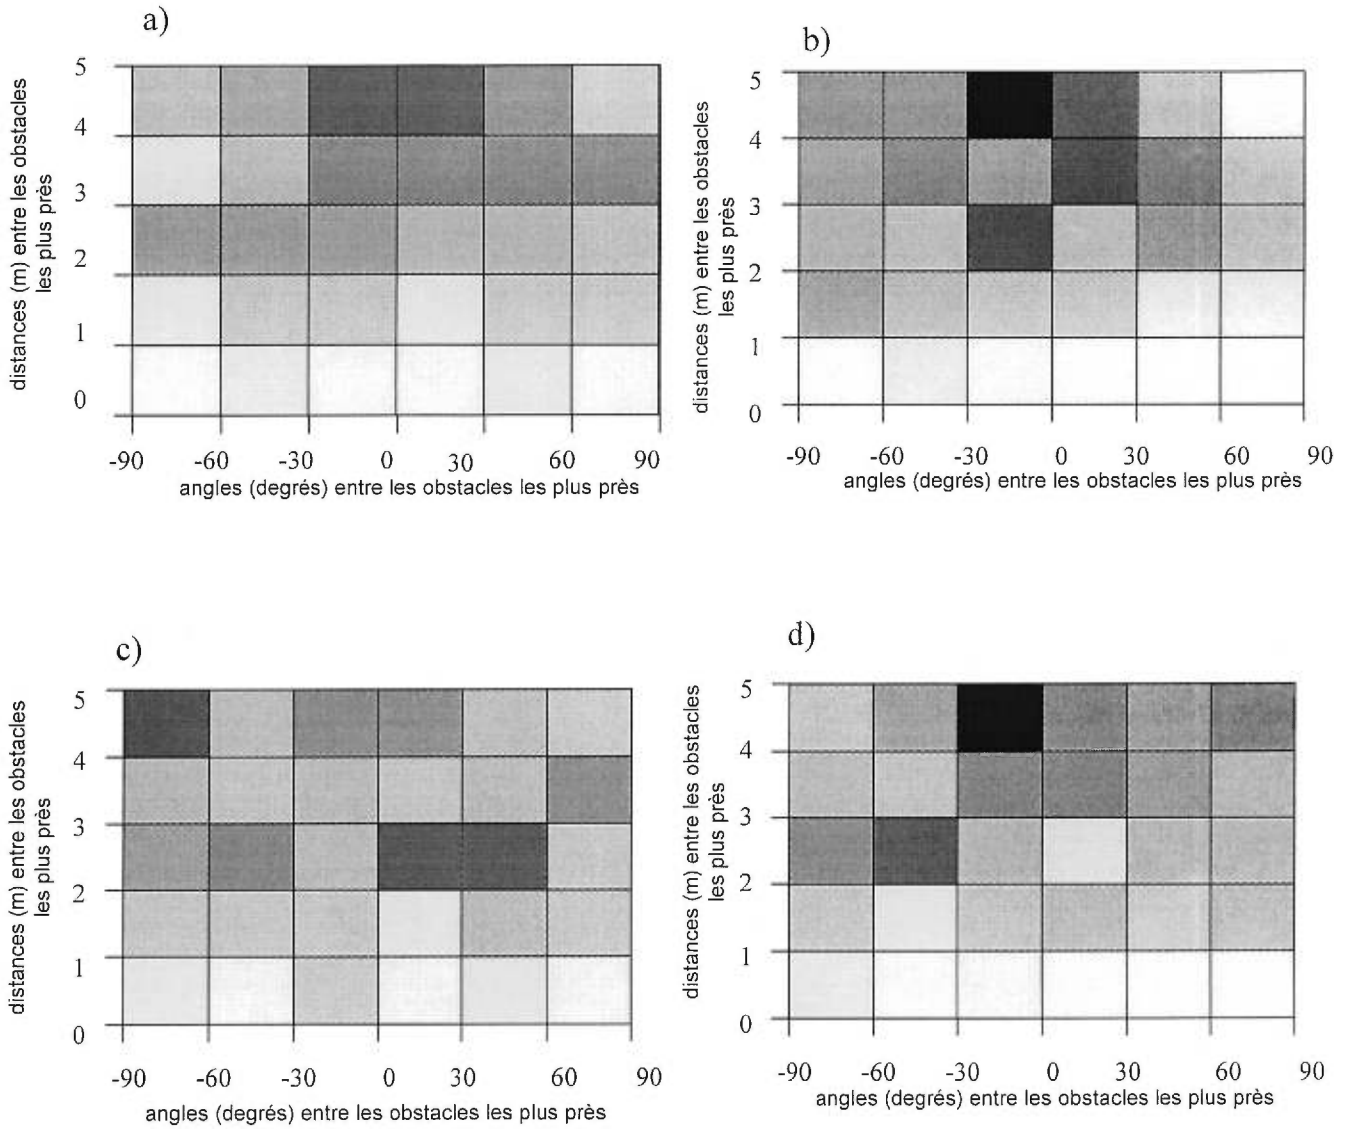 a)
5
4
3
2
1
0
distances (m) entre les obstacles
les plus près
-90 -60 -30 0 30 60 90
angles (degrés) entre les obstacles les plus près
b)
5
4
3
2
1
0
distances (m) entre les obstacles
les plus près
-90 -60 -30 0 30 60 90
angles (degrés) entre les obstacles les plus près
c)
5
4
3
2
1
0
distances (m) entre les obstacles
les plus près
-90 -60 -30 0 30 60 90
angles (degrés) entre les obstacles les plus près
d)
5
4
3
2
1
0
distances (m) entre les obstacles
les plus près
-90 -60 -30 0 30 60 90
angles (degrés) entre les obstacles les plus près